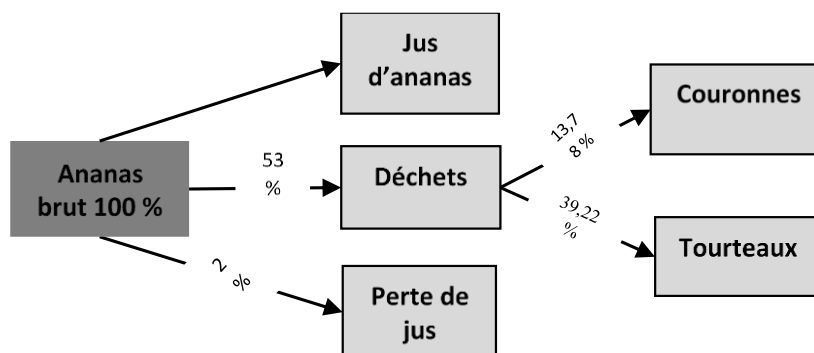 Jus
d’ananas
Couronnes
13,7
8 %
Ananas
brut 100 %
53
%
Déchets
39,22
%
Tourteaux
2
%
Perte de
jus